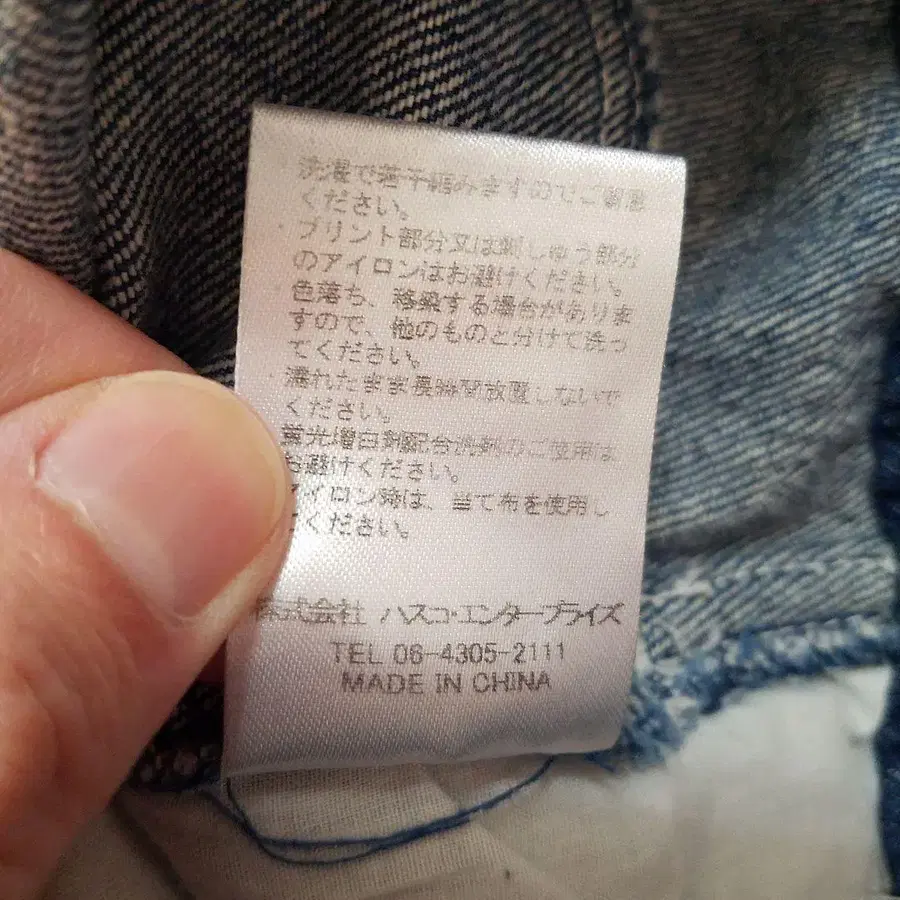 ・洗濯で若干縮みますのでご留意
ください。
・プリント部分又は刺しゅう部分
のアイロンはお避けください。
色落ち、移染する場合がありま
すので、他のものと分けて洗っ
てください。
・濡れたまま長時間放置しないで
ください。
蛍光増白剤配合洗剤のご使用は
お避けください。
アイロン時は、当て布を使用し
てください。
株式会社 ハスコ・エンタープライズ
TEL 06-4305-2111
MADE IN CHINA